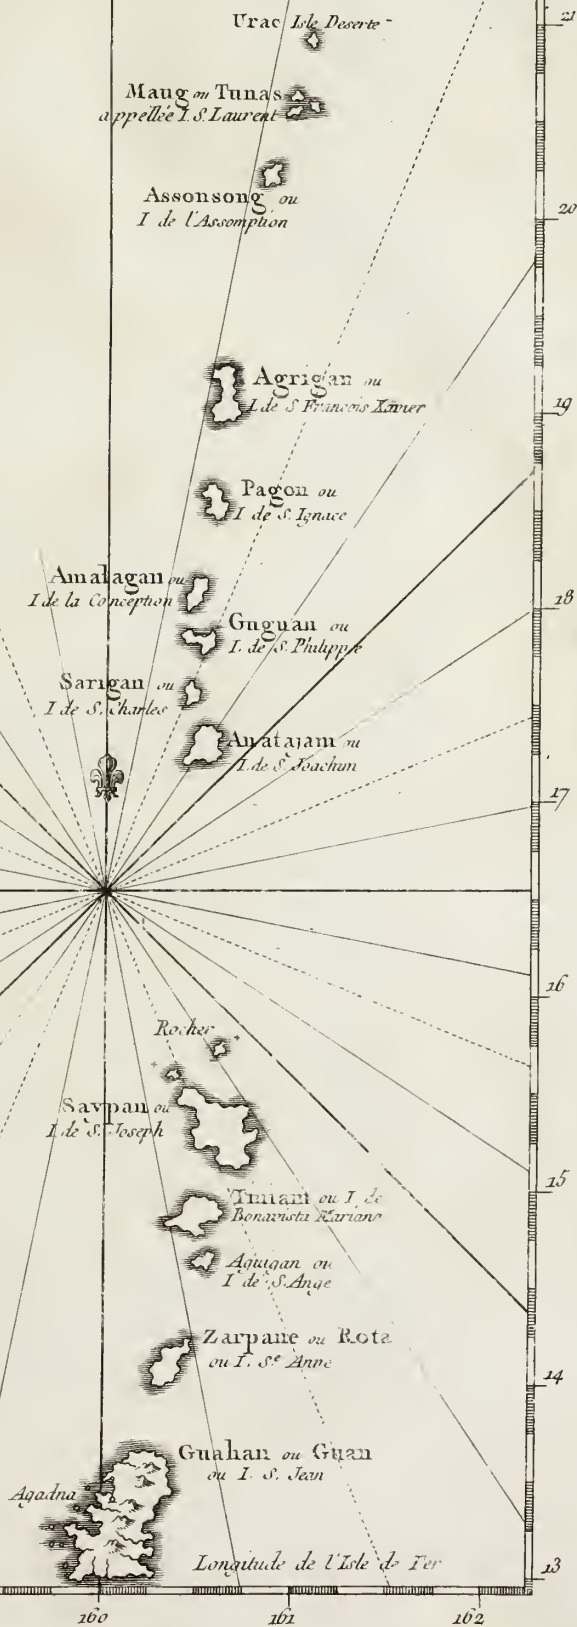 Urac Isle Deserte
21
Maug ou Tunas
appellée I. S. Laurent
Assonsong ou
I de l'Assomption
20
Agrigan ou
I. de S François Xavier
19
Pagon ou
I de S. Ignace
Amalagan ou
I de la Conception
18
Guguan ou
I. de S. Philippe
Sarigan ou
I de S. Charles
Anatajam ou
I. de S. Joachim
17
16
Rocher
Saypan ou
I de S. Joseph
15
Tiniam ou I de
Bonavista Marians
Aguigan ou
I de S. Ange
Zarpane ou Rota
ou I. Se Anne
14
Guahan ou Guan
ou I. S. Jean
Agadna
Longitude de l'Isle de Fer
13
160
161
162